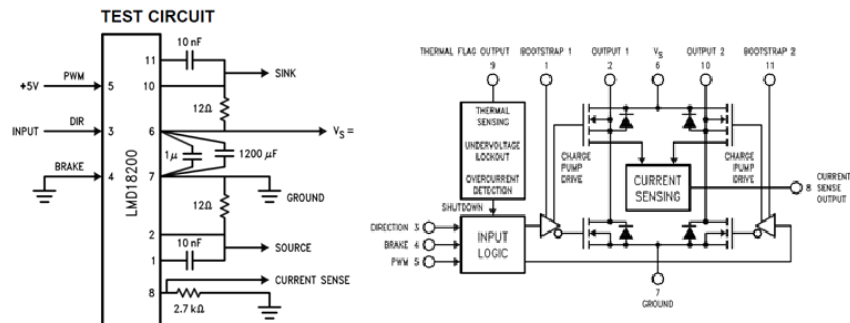 TEST CIRCUIT
10 nF
11
SINK
PWM
+5V
5
10
12Ω
DIR
INPUT
3
6
V_S =
1μ
1200 μF
BRAKE
4
7
GROUND
LMD18200
12Ω
2
10 nF
SOURCE
1
CURRENT SENSE
8
2.7 kΩ
THERMAL FLAG OUTPUT
9
BOOTSTRAP 1
1
OUTPUT 1
2
V_S
6
OUTPUT 2
10
BOOTSTRAP 2
11
THERMAL
SENSING
UNDERVOLTAGE
LOCKOUT
OVERCURRENT
DETECTION
CHARGE
PUMP
DRIVE
CURRENT
SENSING
CHARGE
PUMP
DRIVE
8 CURRENT
SENSE
OUTPUT
SHUTDOWN
DIRECTION 3
BRAKE 4
PWM 5
INPUT
LOGIC
7
GROUND